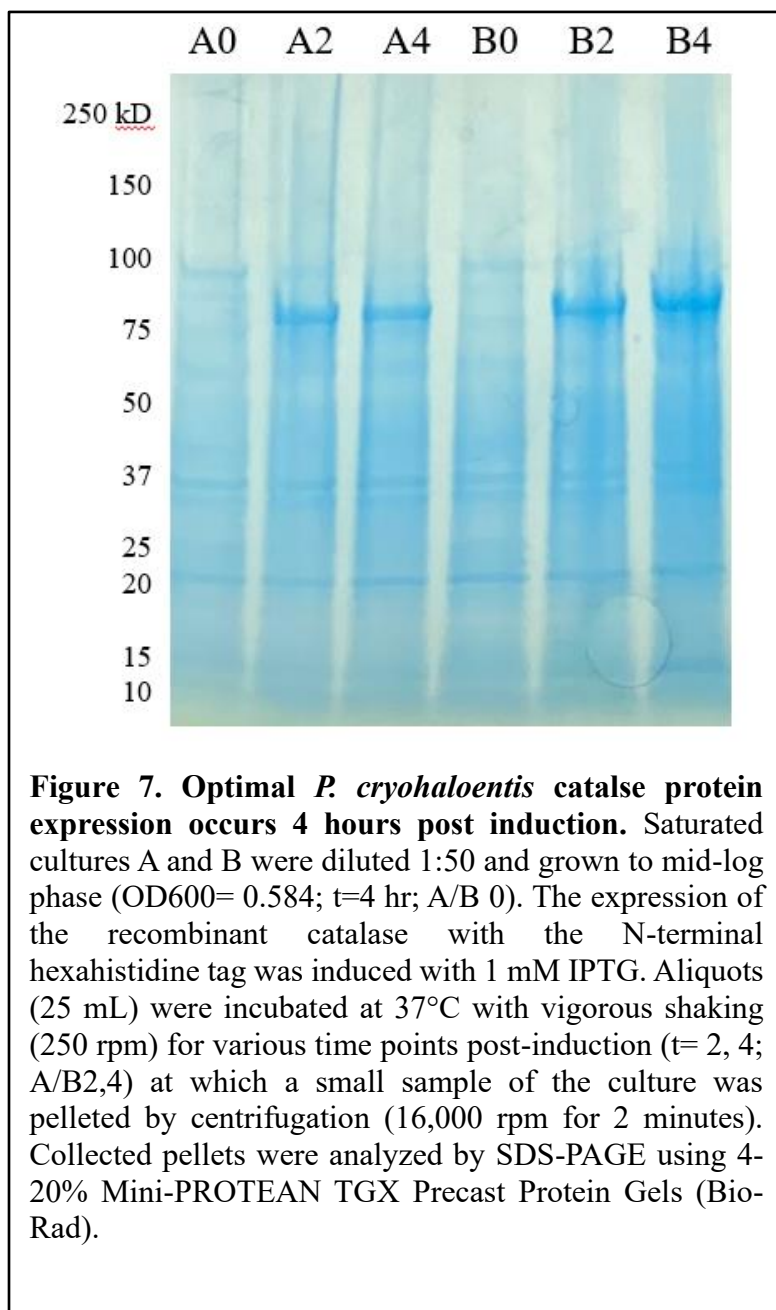 A0 A2 A4 B0 B2 B4
250 kD
150
100
75
50
37
25
20
15
10
Figure 7. Optimal P. cryohaloentis catalse protein
expression occurs 4 hours post induction. Saturated
cultures A and B were diluted 1:50 and grown to mid-log
phase (OD600= 0.584; t=4 hr; A/B 0). The expression of
the recombinant catalase with the N-terminal
hexahistidine tag was induced with 1 mM IPTG. Aliquots
(25 mL) were incubated at 37°C with vigorous shaking
(250 rpm) for various time points post-induction (t= 2, 4;
A/B2,4) at which a small sample of the culture was
pelleted by centrifugation (16,000 rpm for 2 minutes).
Collected pellets were analyzed by SDS-PAGE using 4-
20% Mini-PROTEAN TGX Precast Protein Gels (Bio-
Rad).